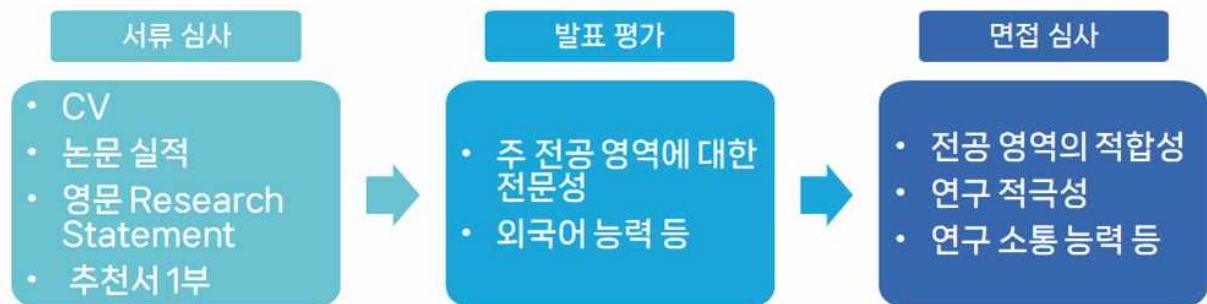 서류 심사
• CV
• 논문 실적
• 영문 Research
Statement
• 추천서 1부
발표 평가
• 주 전공 영역에 대한
전문성
• 외국어 능력 등
면접 심사
• 전공 영역의 적합성
• 연구 적극성
• 연구 소통 능력 등